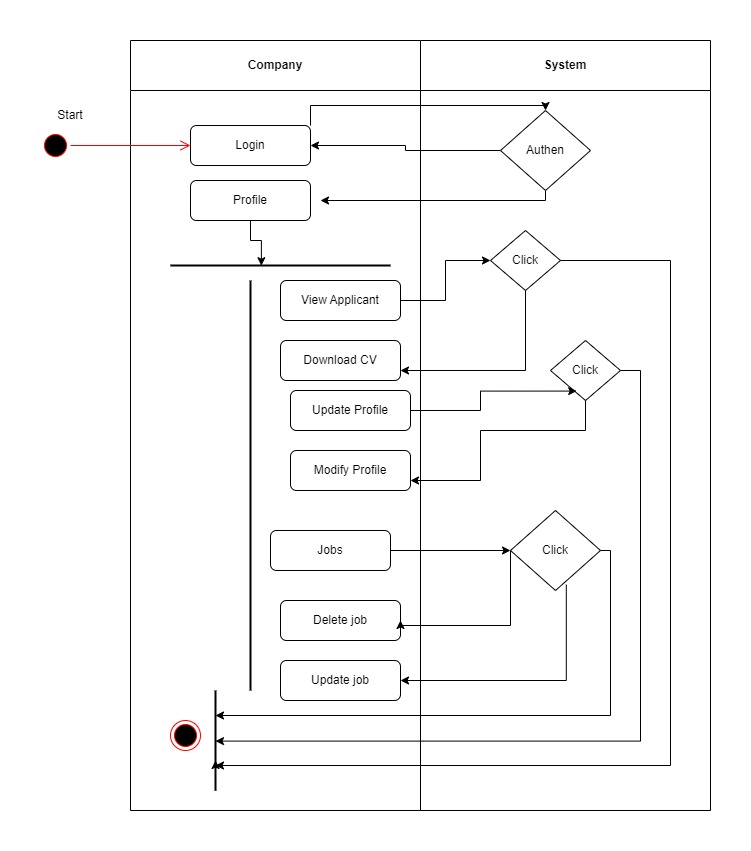 Company
System
Start
Login
Authen
Profile
Click
View Applicant
Download CV
Click
Update Profile
Modify Profile
Jobs
Click
Delete job
Update job